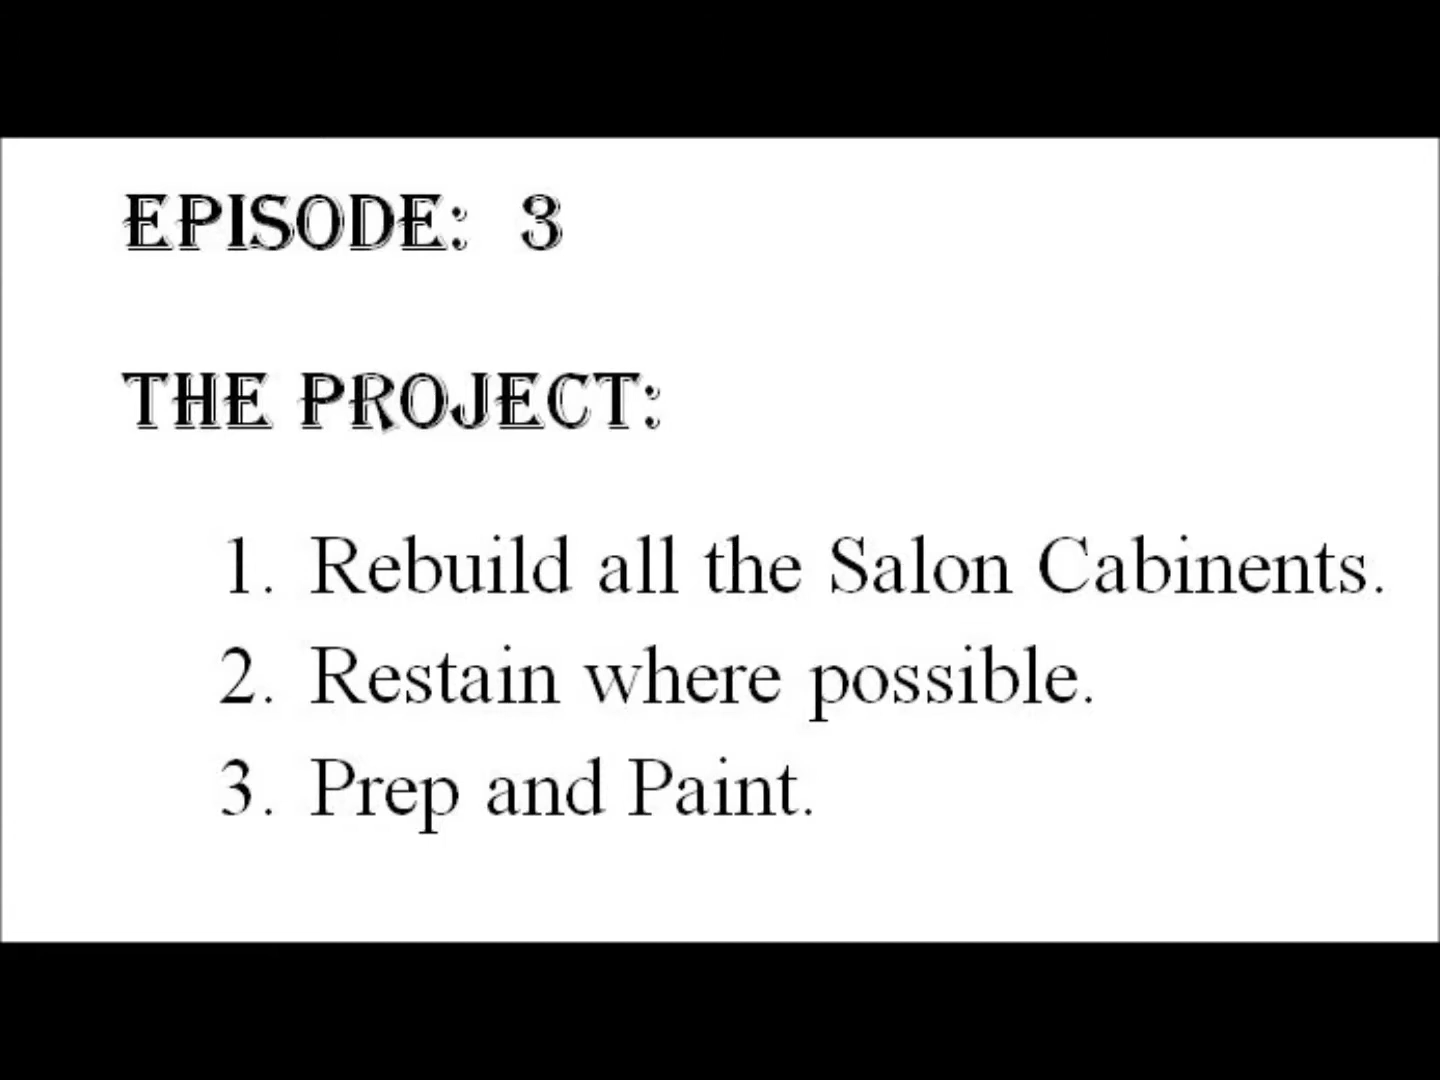 EPISODE: 3
THE PROJECT:
1. Rebuild all the Salon Cabinents.
2. Restain where possible.
3. Prep and Paint.